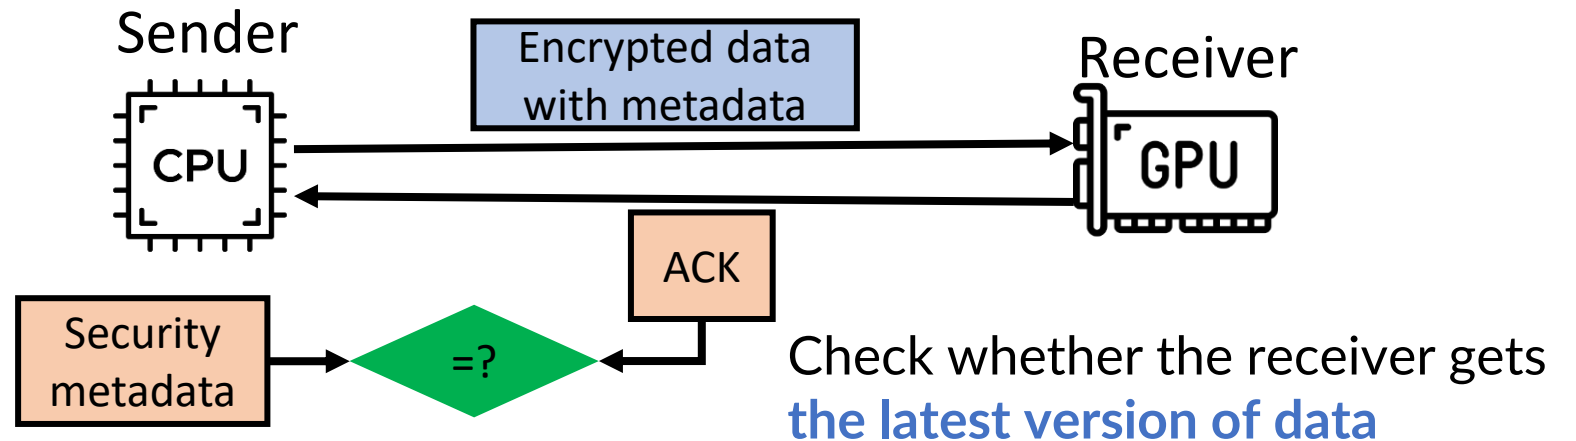 Sender
Encrypted data
with metadata
Receiver
CPU
GPU
ACK
Security
metadata
=?
Check whether the receiver gets
the latest version of data